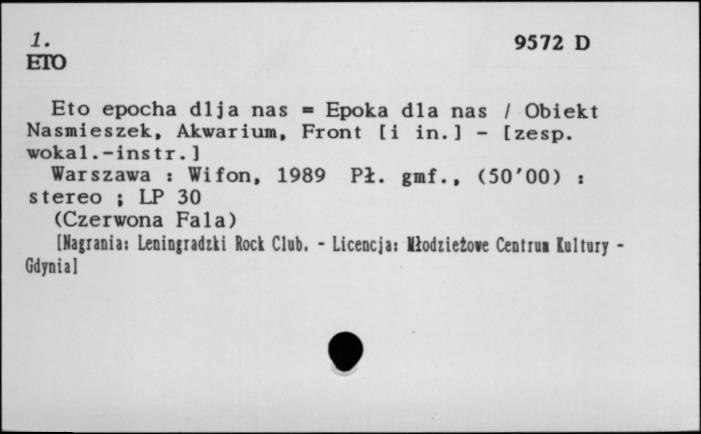 1.
9572 D
ETO
Eto epocha dlja nas = Epoka dla nas / Obiekt
Nasmieszek, Akwarium, Front [i in.] - [zesp.
wokal.-instr.]
Warszawa : Wifon, 1989 Pł. gmf., (50'00) :
stereo ; LP 30
(Czerwona Fala)
[Nagrania: Leningradzki Rock Club. - Licencja: Młodzieżowe Centrum Kultury -
Gdynia]